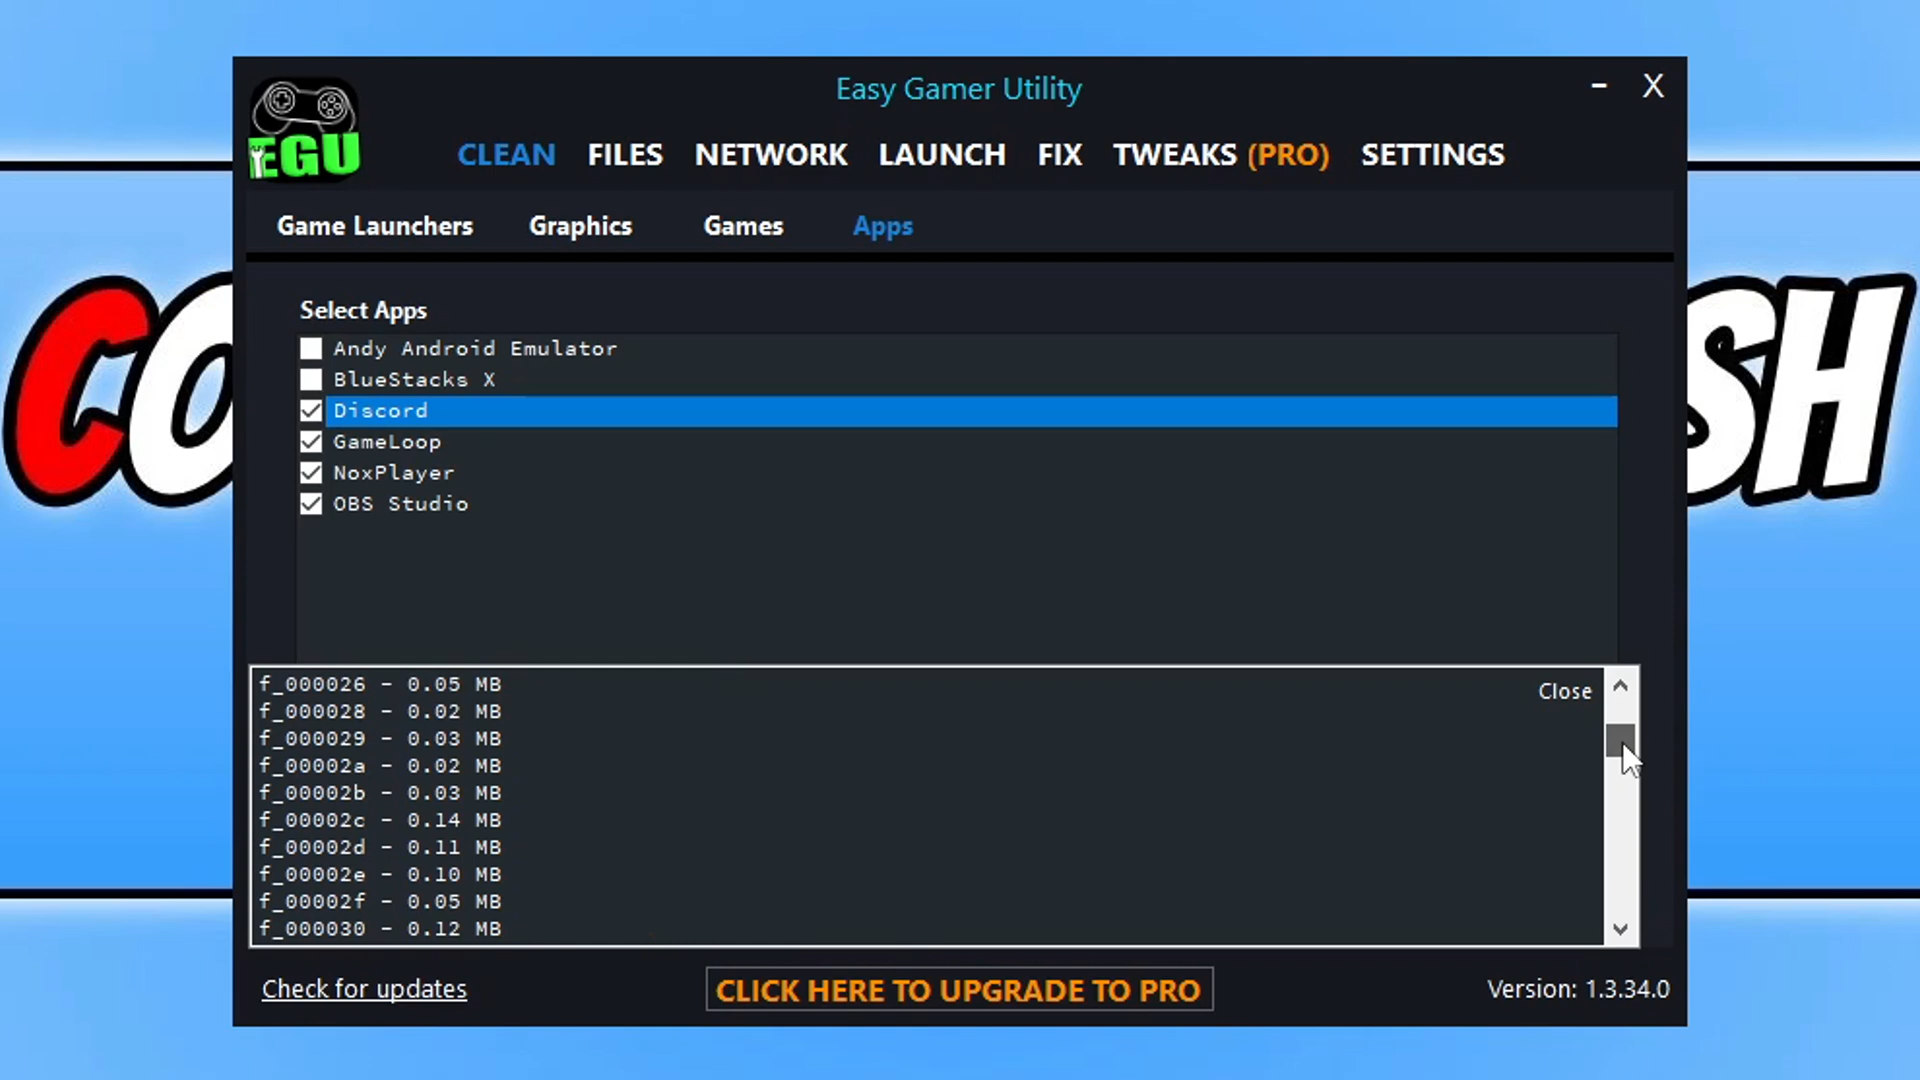 Easy Gamer Utility
– X
EGU
CLEAN FILES NETWORK LAUNCH FIX TWEAKS (PRO) SETTINGS
Game Launchers Graphics Games Apps
CO SH
Select Apps
Andy Android Emulator
BlueStacks X
Discord
GameLoop
NoxPlayer
OBS Studio
f_000026 - 0.05 MB
Close
f_000028 - 0.02 MB
f_000029 - 0.03 MB
f_00002a - 0.02 MB
f_00002b - 0.03 MB
f_00002c - 0.14 MB
f_00002d - 0.11 MB
f_00002e - 0.10 MB
f_00002f - 0.05 MB
f_000030 - 0.12 MB
Check for updates
CLICK HERE TO UPGRADE TO PRO
Version: 1.3.34.0